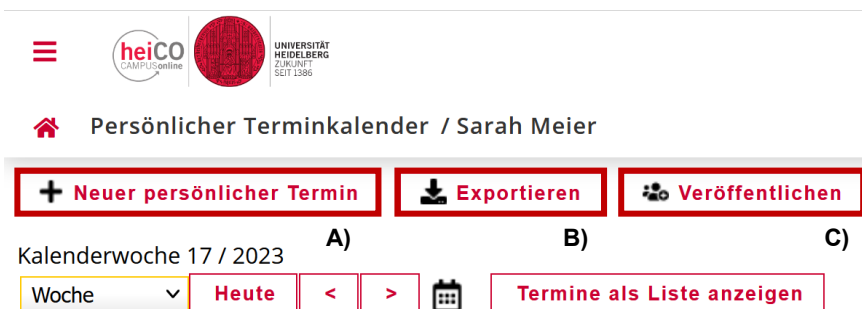 heiCO
CAMPUSonline
UNIVERSITÄT
HEIDELBERG
ZUKUNFT
SEIT 1386
Persönlicher Terminkalender / Sarah Meier
Neuer persönlicher Termin Exportieren Veröffentlichen
A) B) C)
Kalenderwoche 17 / 2023
Woche Heute < > Termine als Liste anzeigen